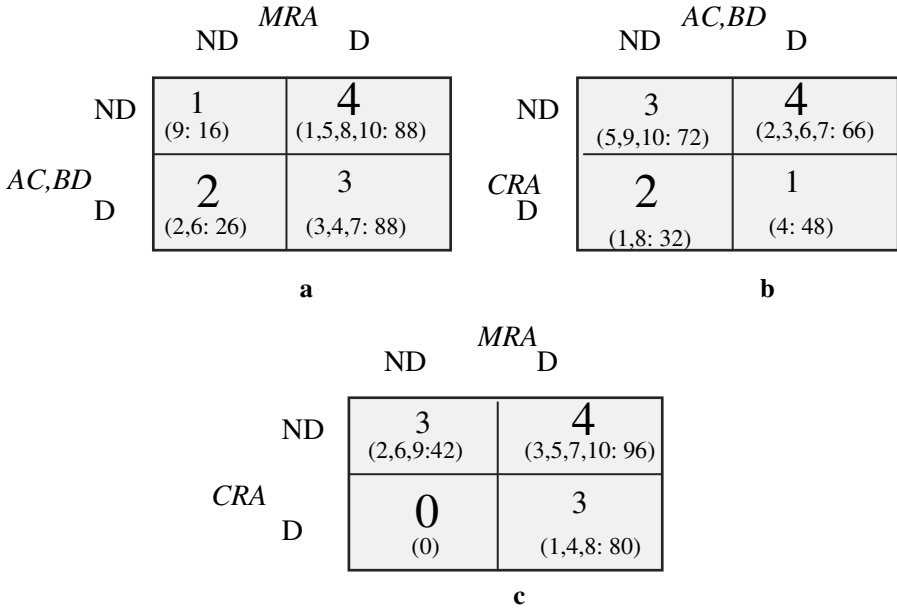 MRA
ND D
ND 1 4
(9: 16) (1,5,8,10: 88)
AC,BD 2 3
D (2,6: 26) (3,4,7: 88)
a
AC,BD
ND D
ND 3 4
(5,9,10: 72) (2,3,6,7: 66)
CRA 2 1
D (1,8: 32) (4: 48)
b
MRA
ND D
ND 3 4
(2,6,9:42) (3,5,7,10: 96)
CRA 0 3
D (0) (1,4,8: 80)
c